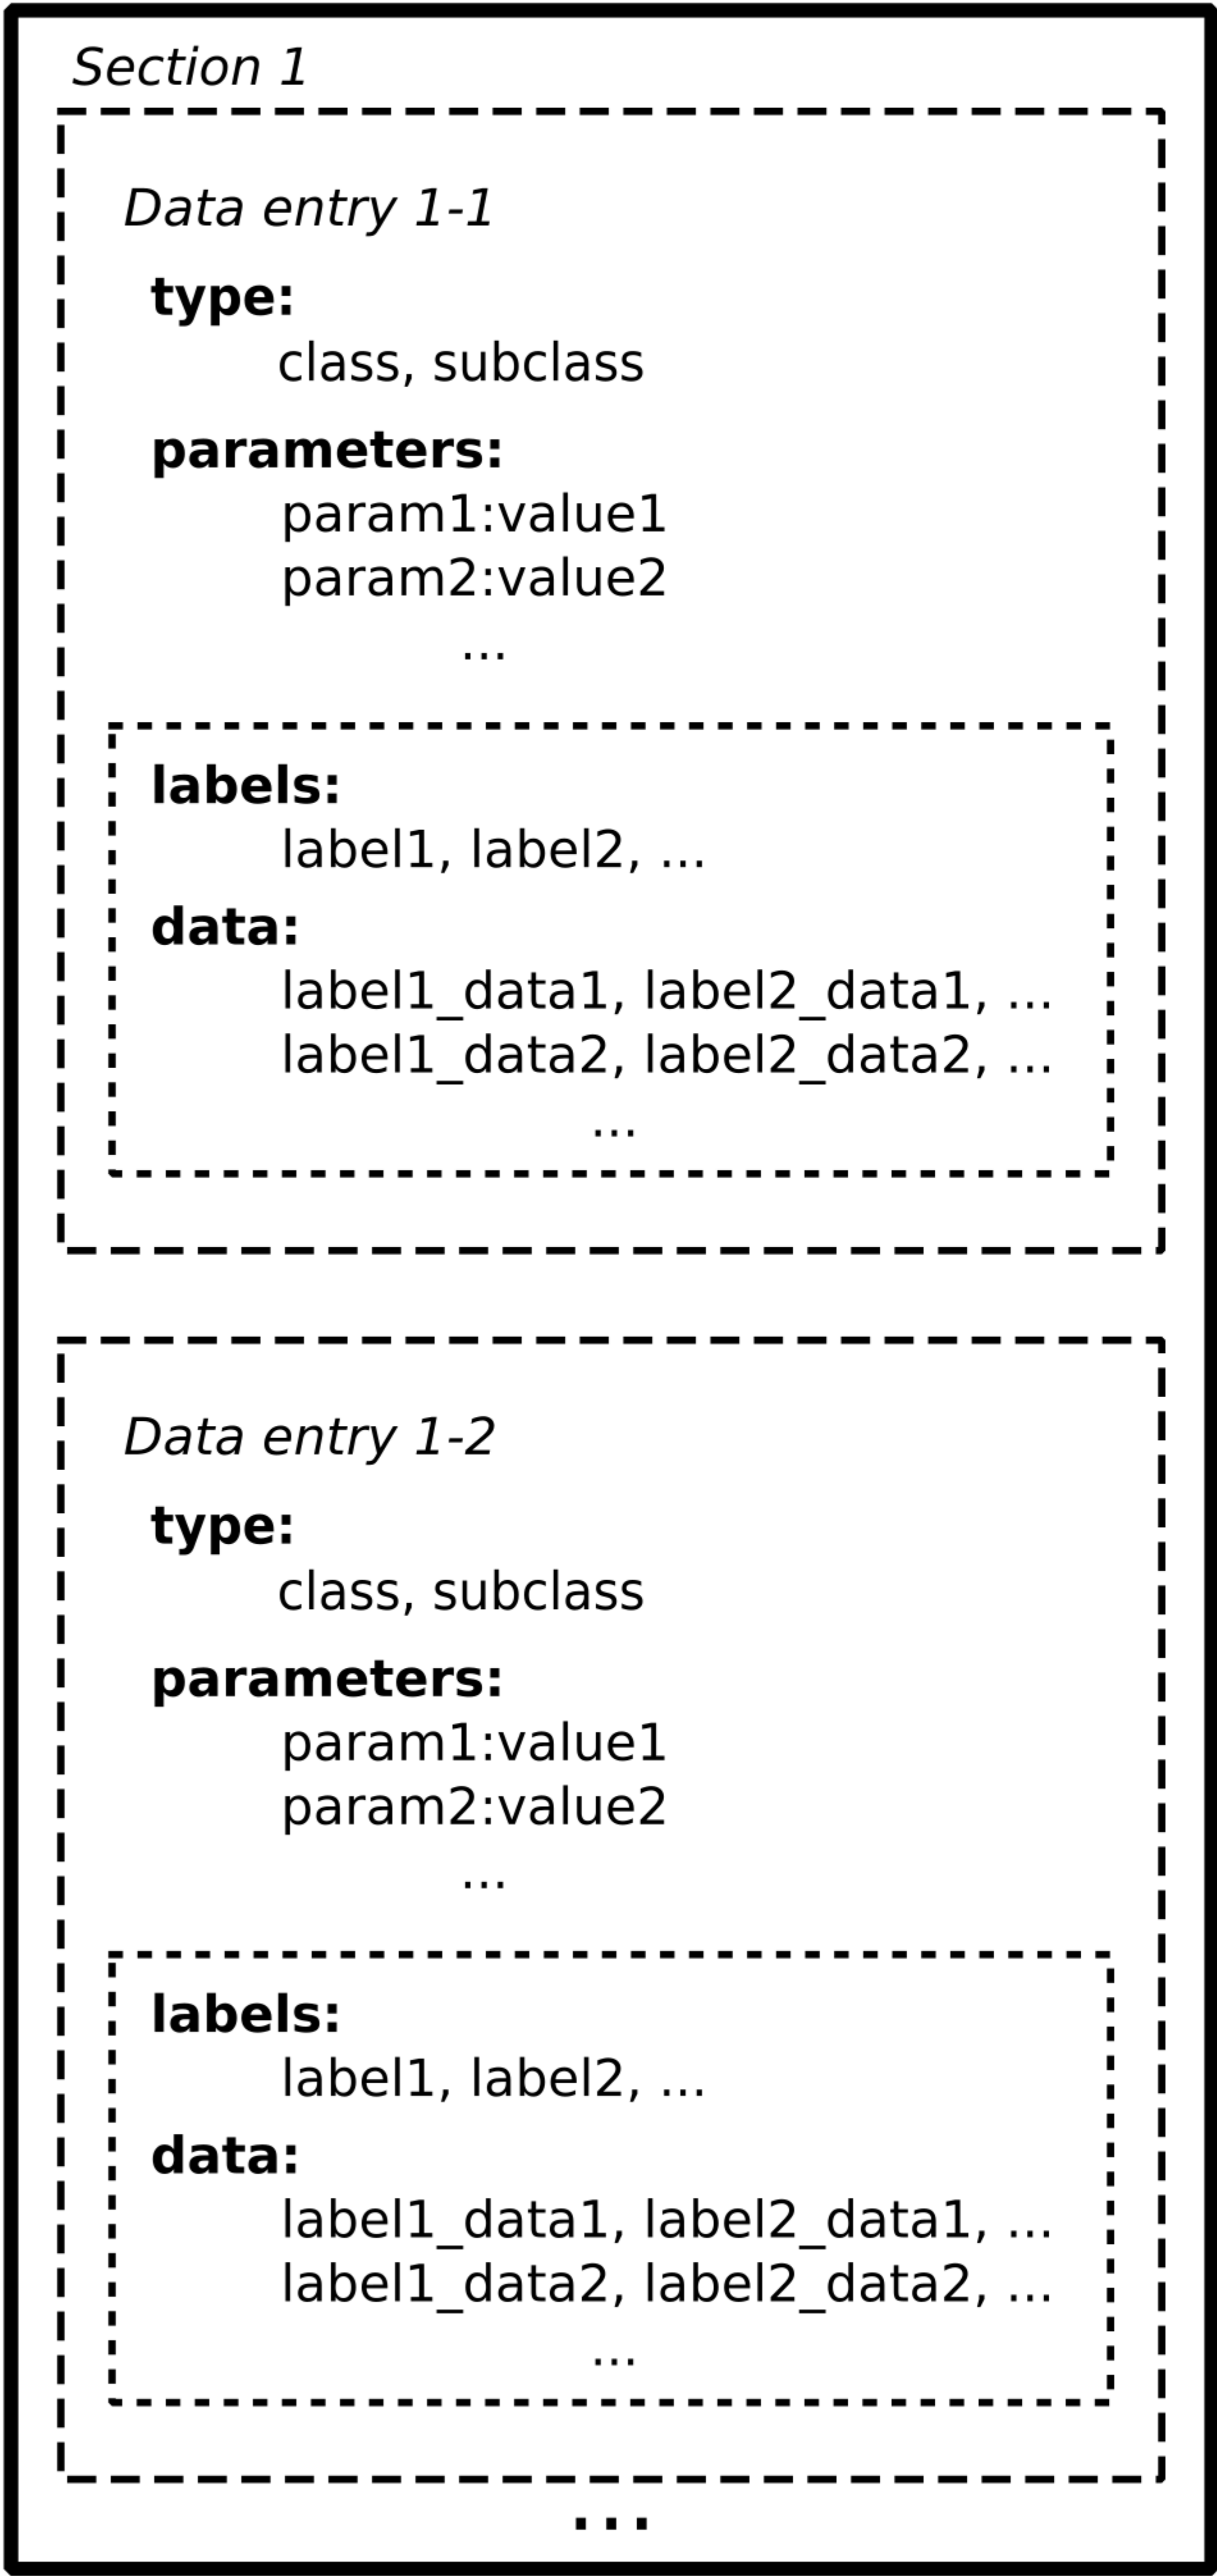 Section 1
Data entry 1-1
type:
class, subclass
parameters:
param1:value1
param2:value2
...
labels:
label1, label2, ...
data:
label1_data1, label2_data1, ...
label1_data2, label2_data2, ...
...
Data entry 1-2
type:
class, subclass
parameters:
param1:value1
param2:value2
...
labels:
label1, label2, ...
data:
label1_data1, label2_data1, ...
label1_data2, label2_data2, ...
...
...